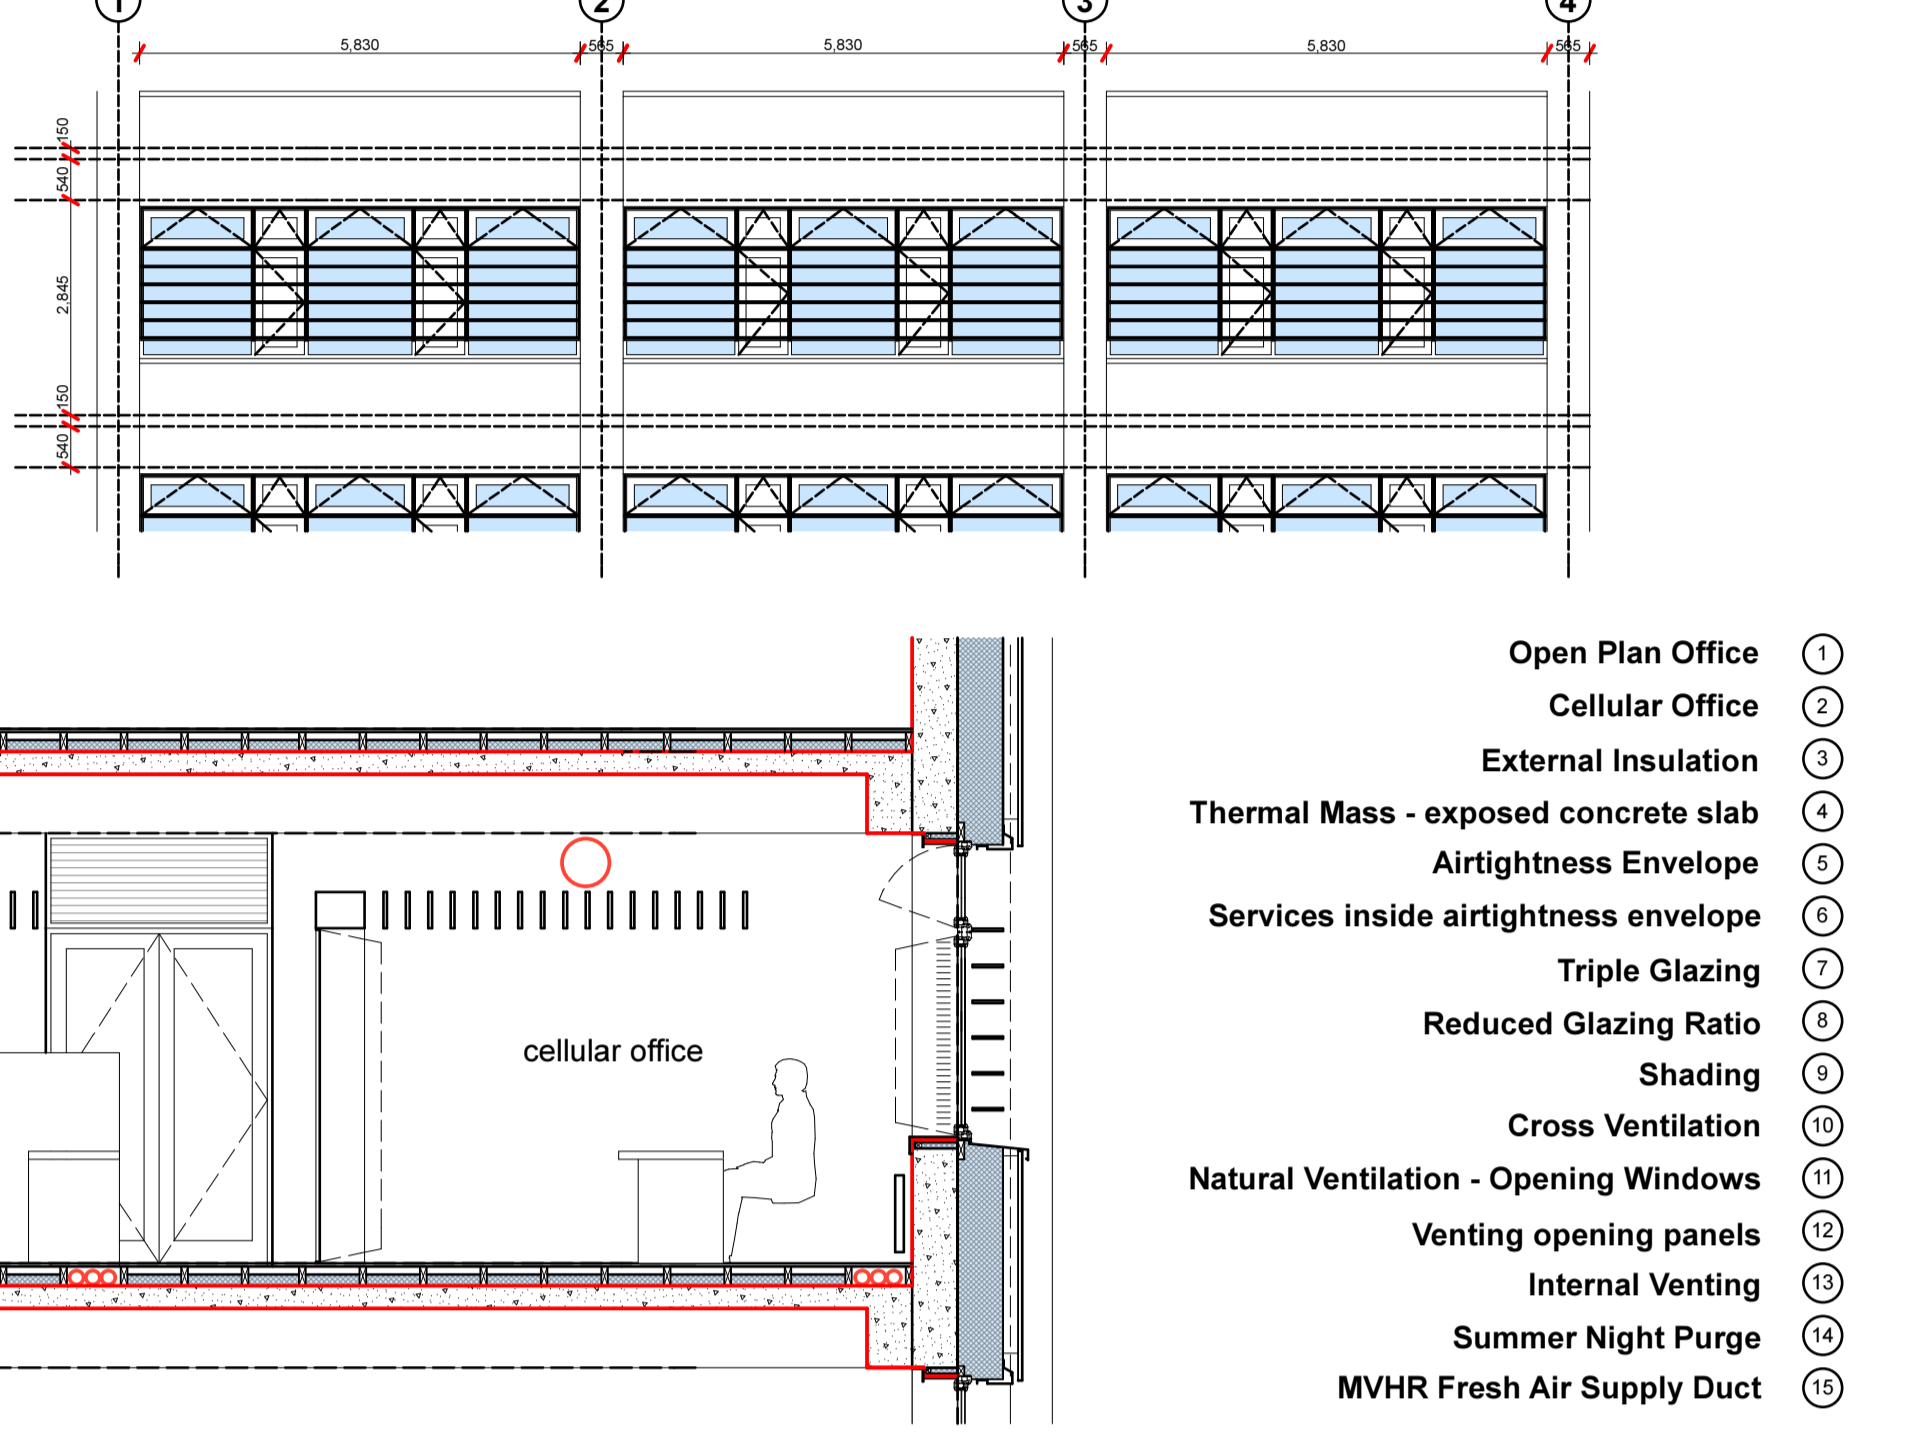 1 2 3 4
5,830 565 5,830 565 5,830 565
150
540
2,845
150
540
cellular office
Open Plan Office 1
Cellular Office 2
External Insulation 3
Thermal Mass - exposed concrete slab 4
Airtightness Envelope 5
Services inside airtightness envelope 6
Triple Glazing 7
Reduced Glazing Ratio 8
Shading 9
Cross Ventilation 10
Natural Ventilation - Opening Windows 11
Venting opening panels 12
Internal Venting 13
Summer Night Purge 14
MVHR Fresh Air Supply Duct 15